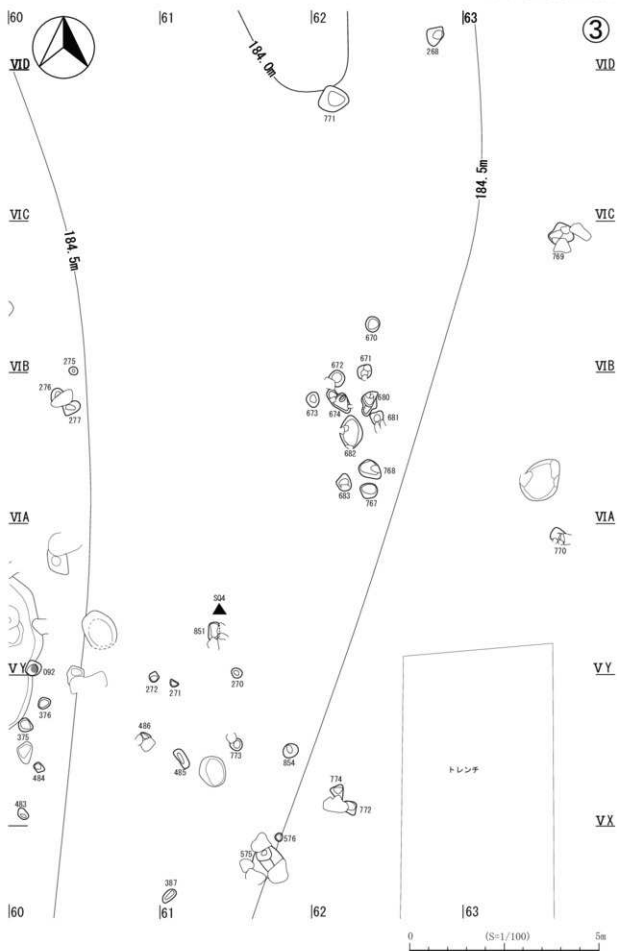 60 61 62 63 ③
VID VID
184.0m
268
771
184.5m
VIC VIC
184.5m
769
670
VIB 275 672 671 VIB
276
673 674 680
277 681
682
768
683
767
VIA VIA
770
SQ4
851
VY 092 VY
272 271 270
376
375
486
773 854
485
484
774
トレンチ
772
483
VX
576
575
387
60 61 62 63
0 (S=1/100) 5m